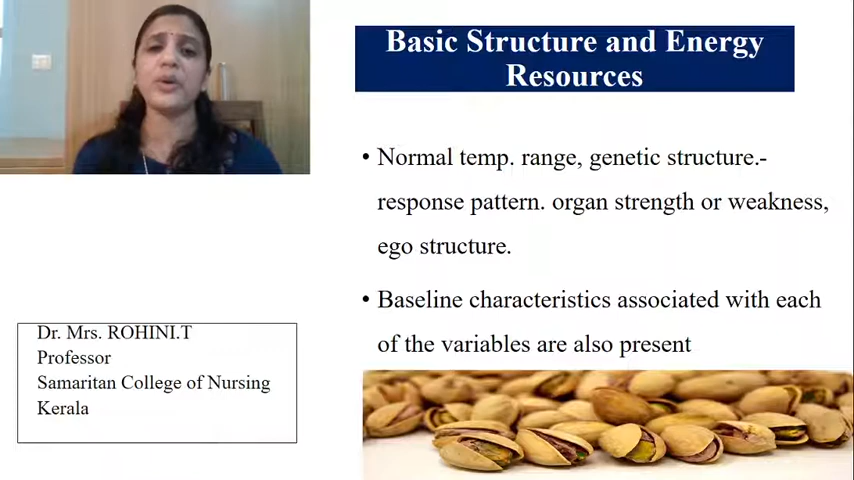 Basic Structure and Energy
Resources
• Normal temp. range, genetic structure.-
response pattern. organ strength or weakness,
ego structure.
• Baseline characteristics associated with each
of the variables are also present
Dr. Mrs. ROHINI.T
Professor
Samaritan College of Nursing
Kerala